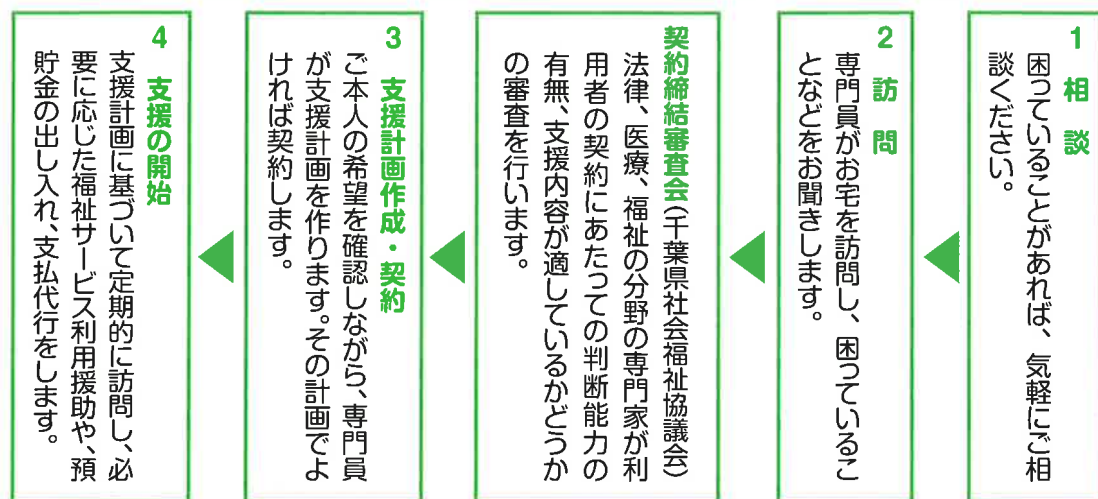 1 相談
困っていることがあれば、気軽にご相
談ください。
2 訪問
専門員がお宅を訪問し、困っているこ
となどをお聞きします。
契約締結審査会(千葉県社会福祉協議会)
法律、医療、福祉の分野の専門家が利
用者の契約にあたっての判断能力の
有無、支援内容が適しているかどうか
の審査を行います。
3 支援計画作成・契約
ご本人の希望を確認しながら、専門員
が支援計画を作ります。その計画でよ
ければ契約します。
4 支援の開始
支援計画に基づいて定期的に訪問し、必
要に応じた福祉サービス利用援助や、預
貯金の出し入れ、支払代行をします。